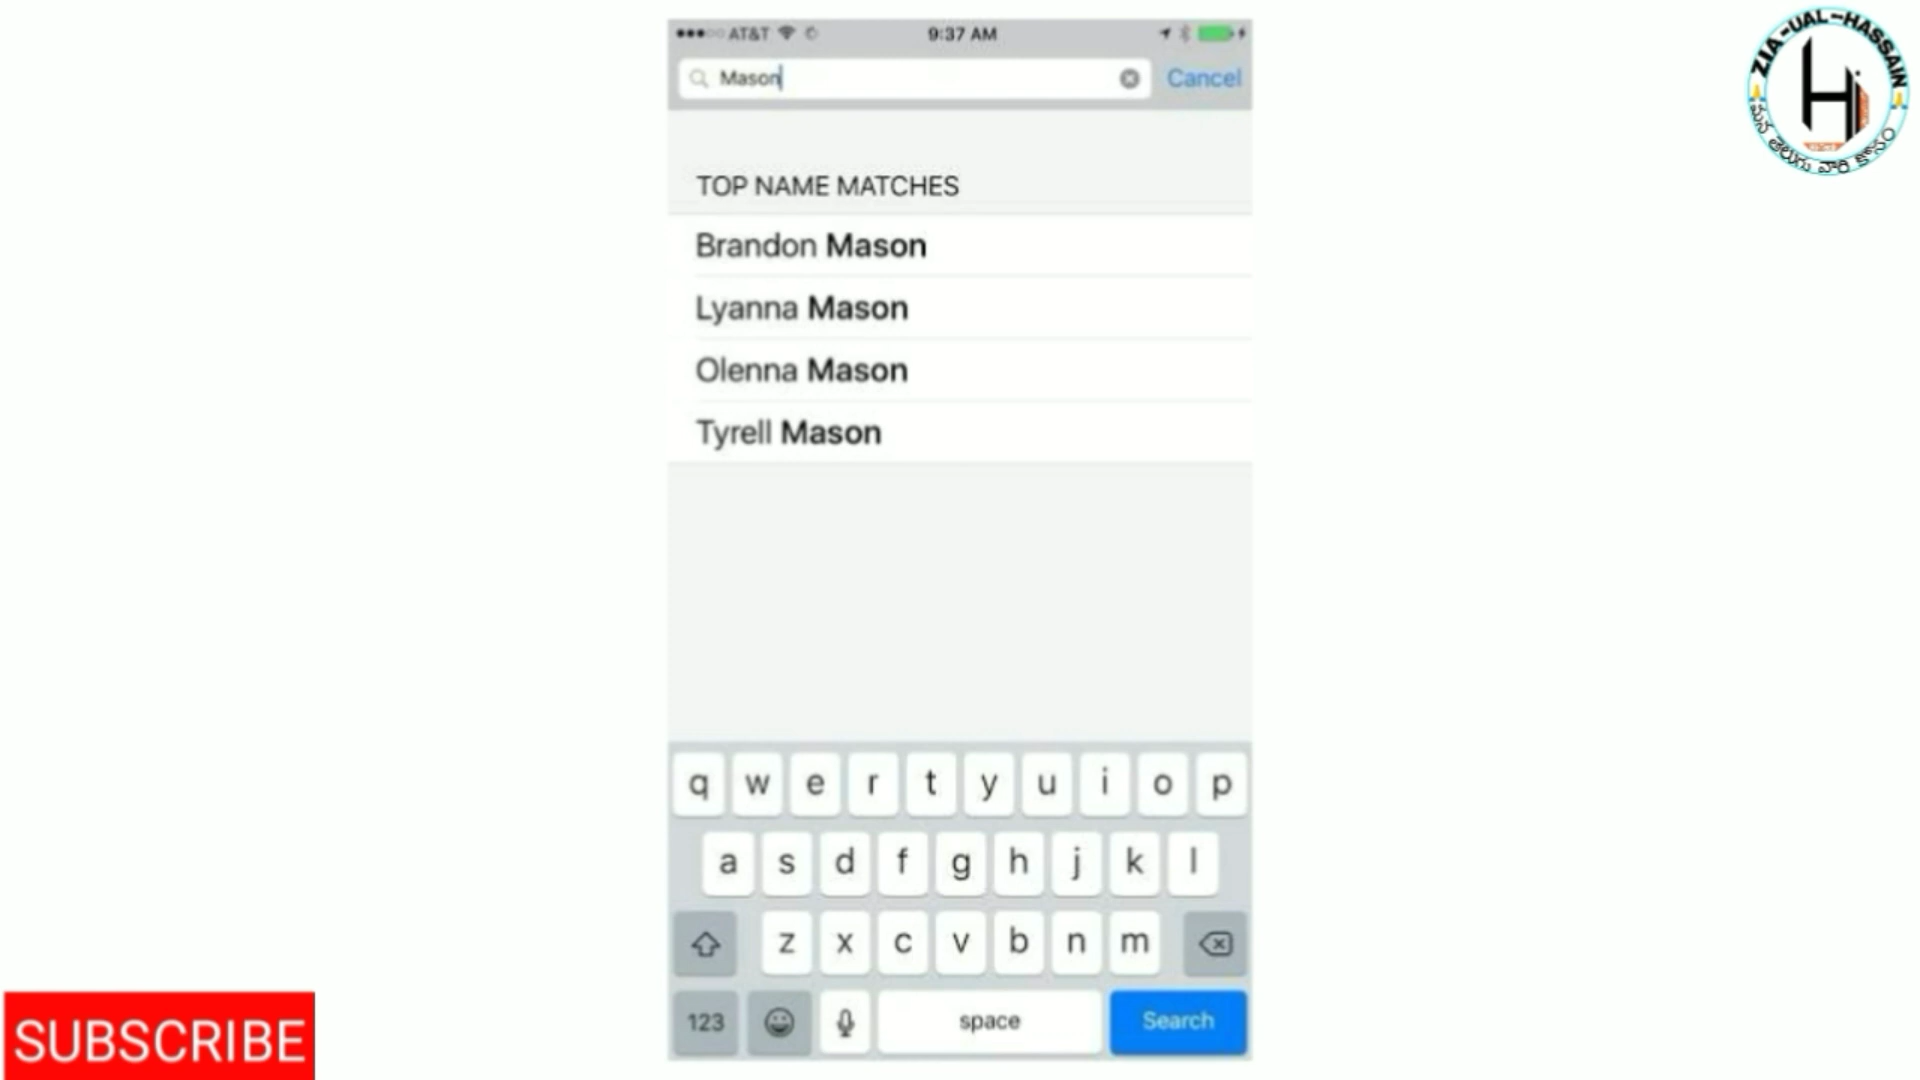 AT&T 9:37 AM
Mason Cancel
TOP NAME MATCHES
Brandon Mason
Lyanna Mason
Olenna Mason
Tyrell Mason
q w e r t y u i o p
a s d f g h j k l
z x c v b n m
123 space Search
SUBSCRIBE
ZIA-UAL-HASSAIN
H
మన తెలుగు వారి కోసం